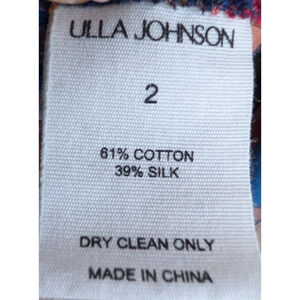 ULLA JOHNSON
2
61% COTTON
39% SILK
DRY CLEAN ONLY
MADE IN CHINA